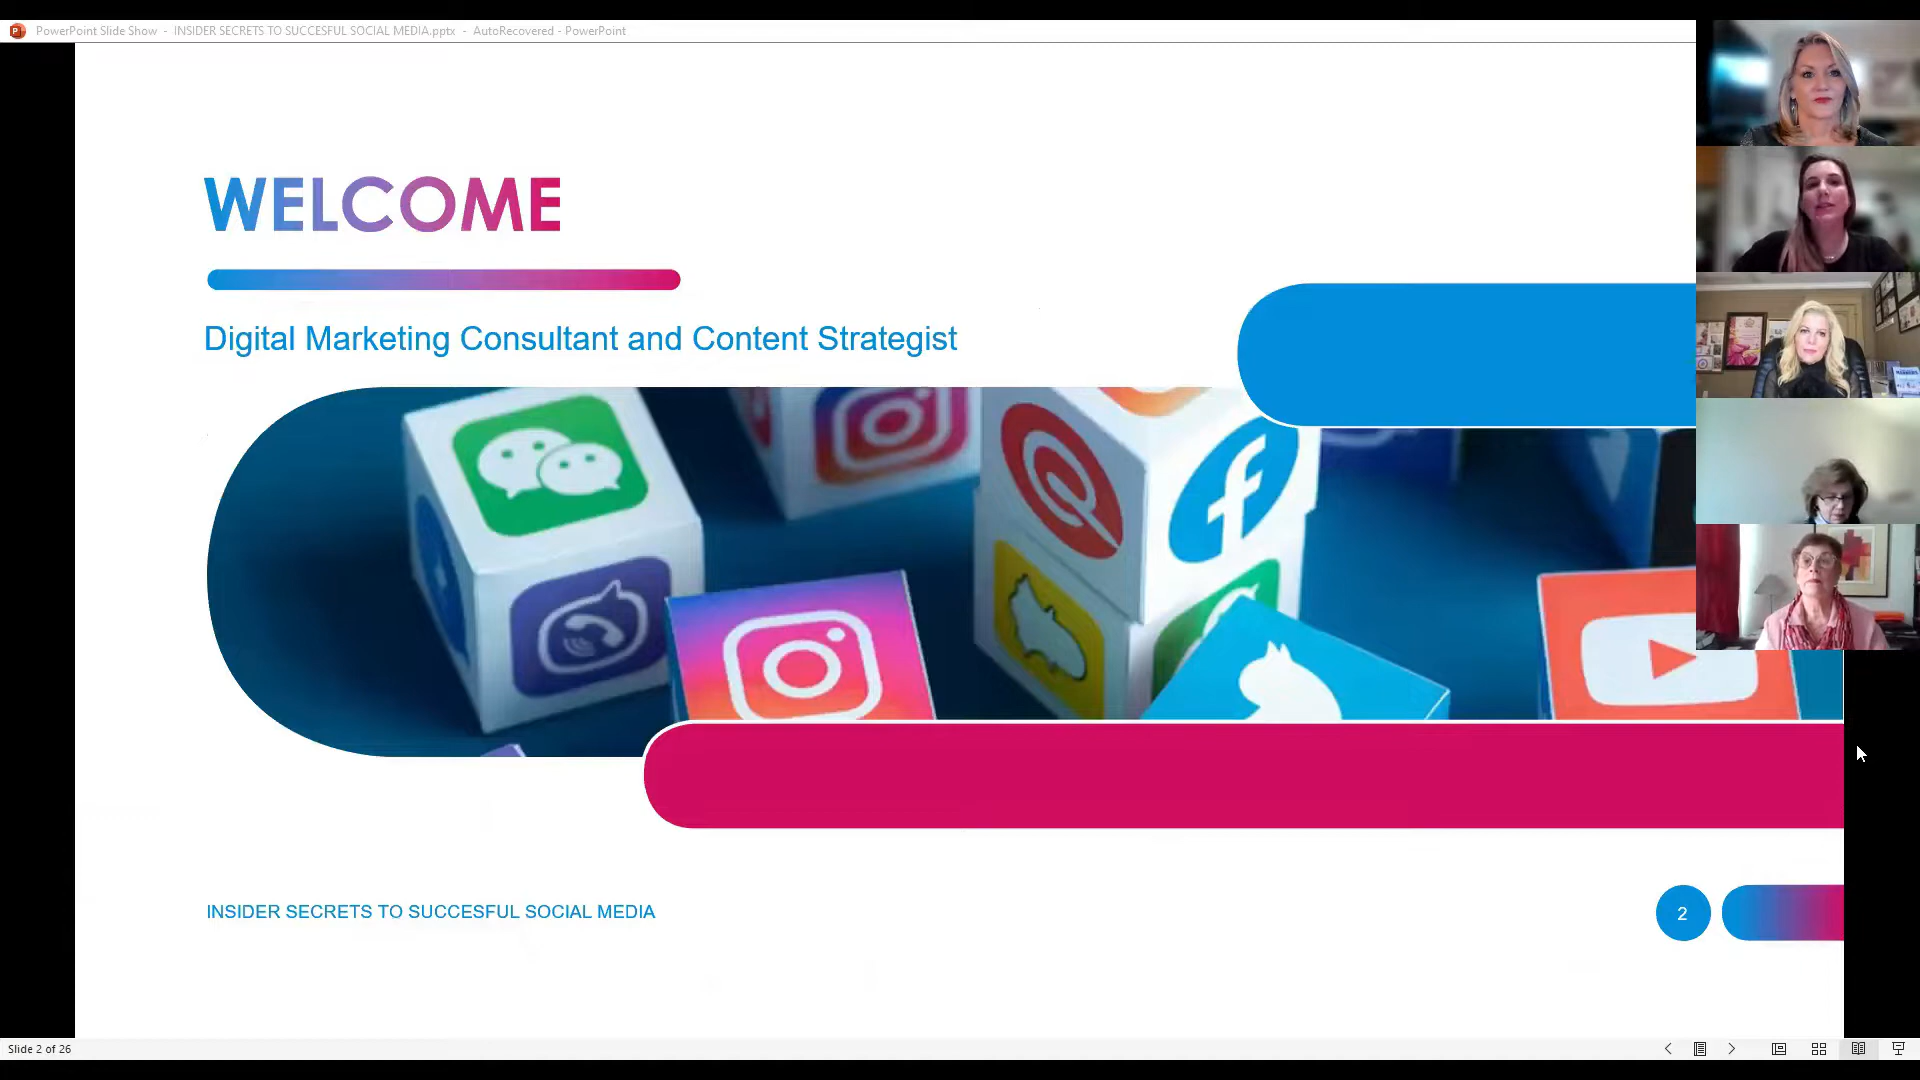 PowerPoint Slide Show - INSIDER SECRETS TO SUCCESFUL SOCIAL MEDIA.pptx - AutoRecovered - PowerPoint
WELCOME
Digital Marketing Consultant and Content Strategist
INSIDER SECRETS TO SUCCESFUL SOCIAL MEDIA
2
Slide 2 of 26